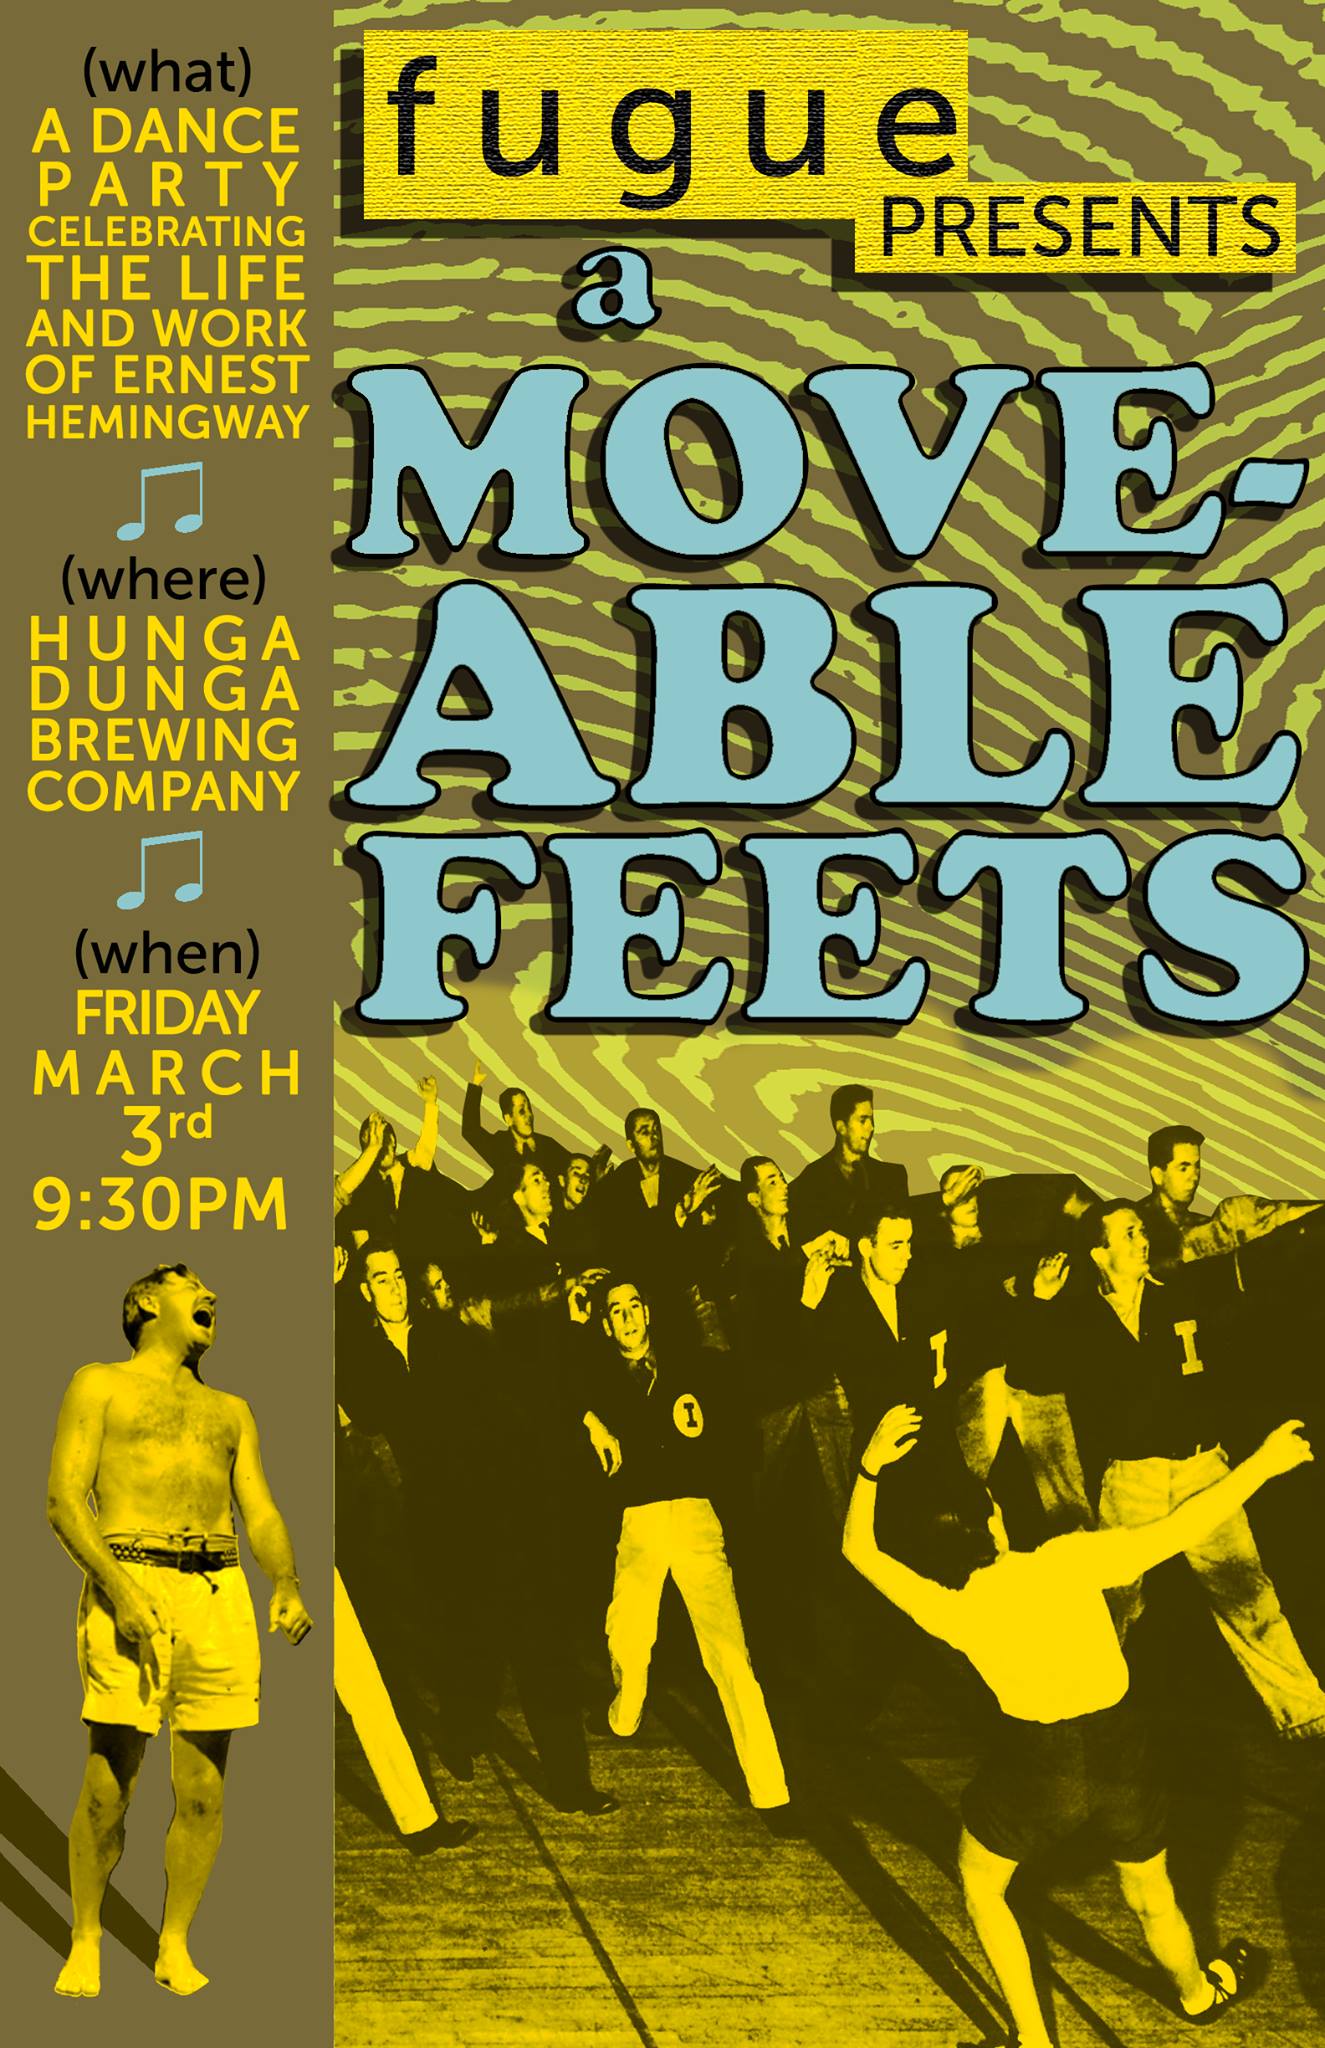 (what)
A DANCE
PARTY
CELEBRATING
THE LIFE
AND WORK
OF ERNEST
HEMINGWAY
(where)
HUNGA
DUNGA
BREWING
COMPANY
(when)
FRIDAY
MARCH
3rd
9:30PM
fugue
PRESENTS
a
MOVE-
ABLE
FEETS
I
I
I